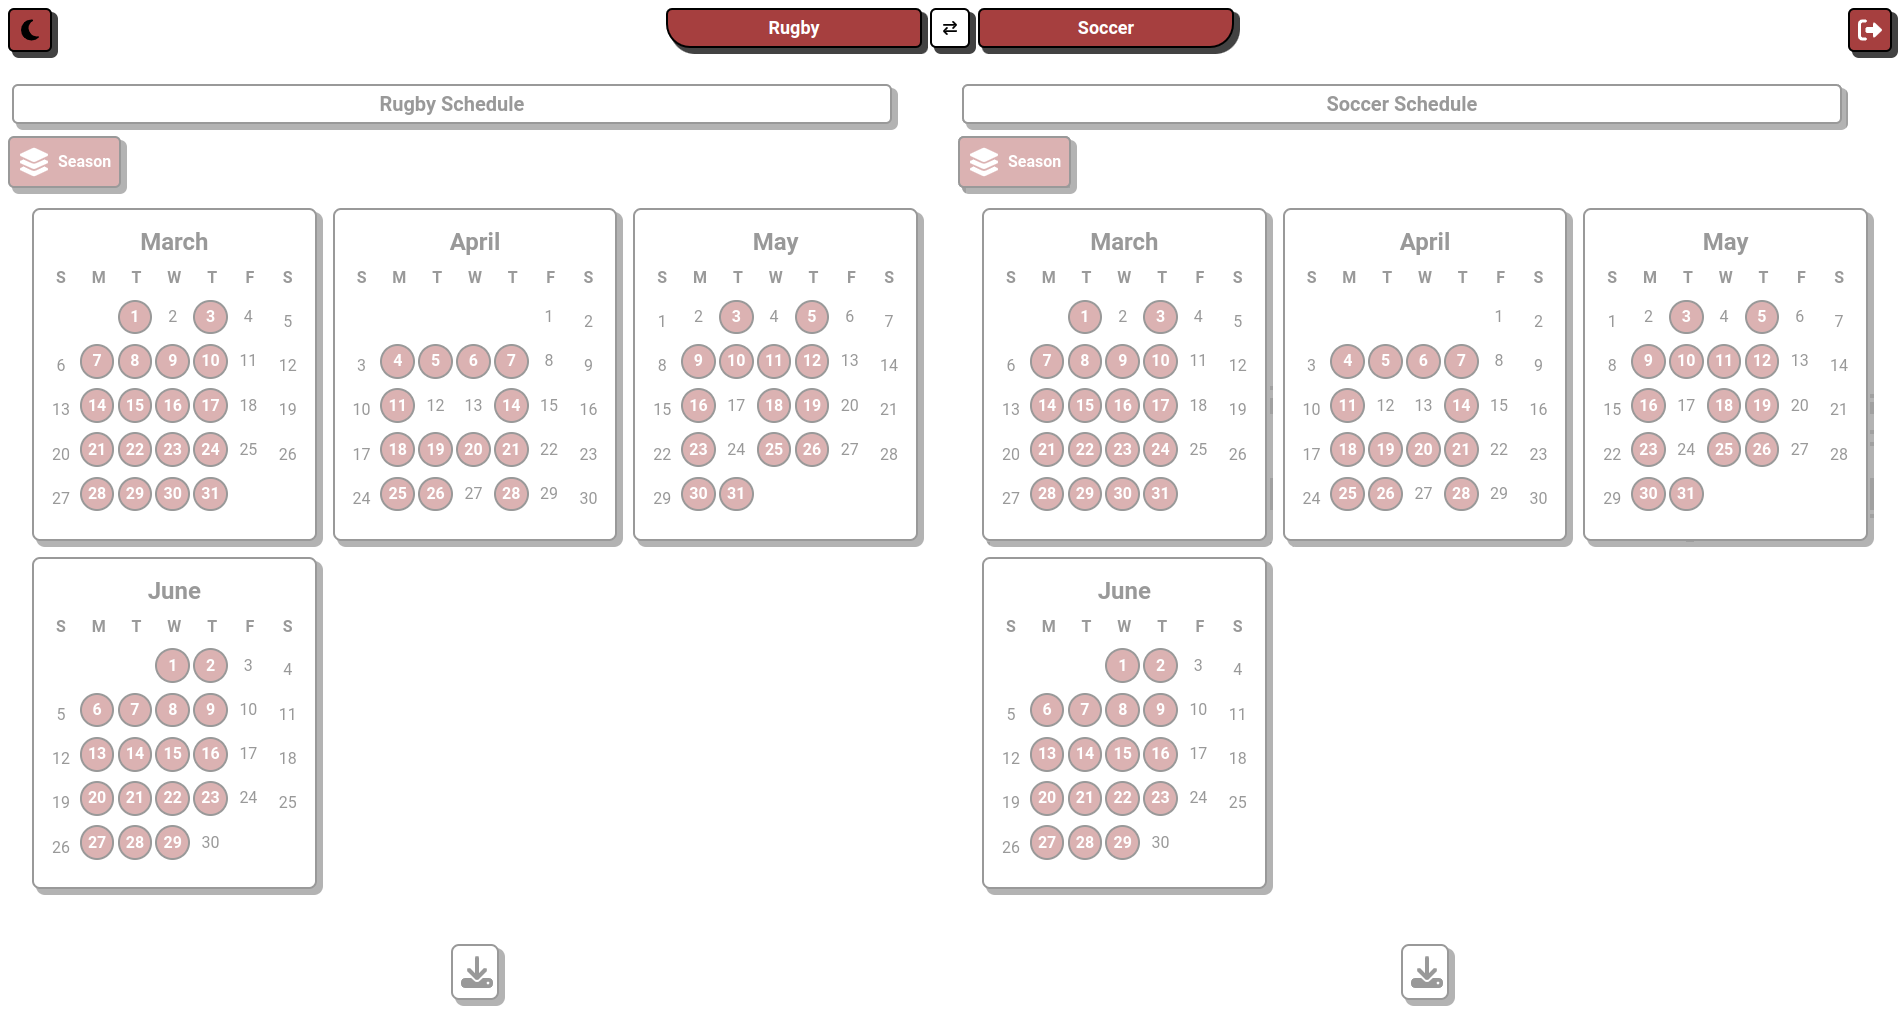 Rugby ⇄ Soccer
Rugby Schedule
Season
March
S M T W T F S
1 2 3 4 5
6 7 8 9 10 11 12
13 14 15 16 17 18 19
20 21 22 23 24 25 26
27 28 29 30 31
April
S M T W T F S
1 2
3 4 5 6 7 8 9
10 11 12 13 14 15 16
17 18 19 20 21 22 23
24 25 26 27 28 29 30
May
S M T W T F S
1 2 3 4 5 6 7
8 9 10 11 12 13 14
15 16 17 18 19 20 21
22 23 24 25 26 27 28
29 30 31
June
S M T W T F S
1 2 3 4
5 6 7 8 9 10 11
12 13 14 15 16 17 18
19 20 21 22 23 24 25
26 27 28 29 30
Soccer Schedule
Season
March
S M T W T F S
1 2 3 4 5
6 7 8 9 10 11 12
13 14 15 16 17 18 19
20 21 22 23 24 25 26
27 28 29 30 31
April
S M T W T F S
1 2
3 4 5 6 7 8 9
10 11 12 13 14 15 16
17 18 19 20 21 22 23
24 25 26 27 28 29 30
May
S M T W T F S
1 2 3 4 5 6 7
8 9 10 11 12 13 14
15 16 17 18 19 20 21
22 23 24 25 26 27 28
29 30 31
June
S M T W T F S
1 2 3 4
5 6 7 8 9 10 11
12 13 14 15 16 17 18
19 20 21 22 23 24 25
26 27 28 29 30